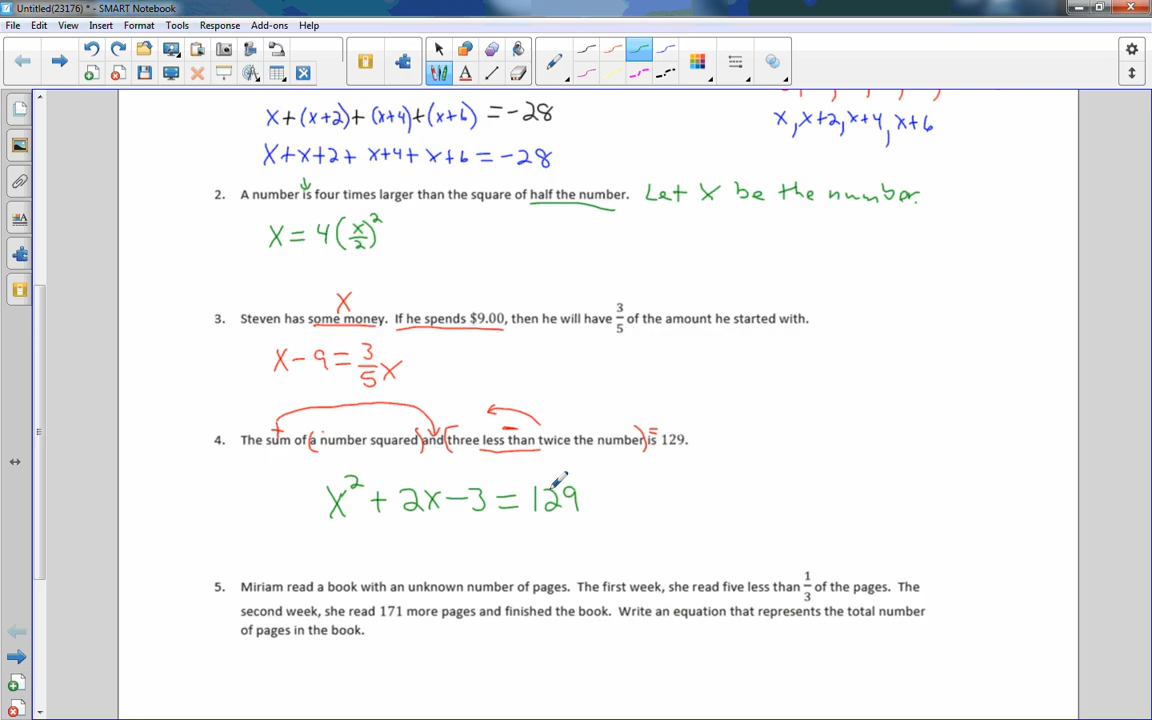 Untitled(23176) * - SMART Notebook
File Edit View Insert Format Tools Response Add-ons Help
x+(x+2)+(x+4)+(x+6) =-28
x,x+2,x+4,x+6
x+x+2+ x+4+x+6=-28
2. A number is four times larger than the square of half the number. Let x be the number.
x=4(x/2)²
x
3. Steven has some money. If he spends $9.00, then he will have 3/5 of the amount he started with.
x-9=3/5x
+ - =
4. The sum of (a number squared) and (three less than twice the number) is 129.
x²+2x-3=129
5. Miriam read a book with an unknown number of pages. The first week, she read five less than 1/3 of the pages. The
second week, she read 171 more pages and finished the book. Write an equation that represents the total number
of pages in the book.